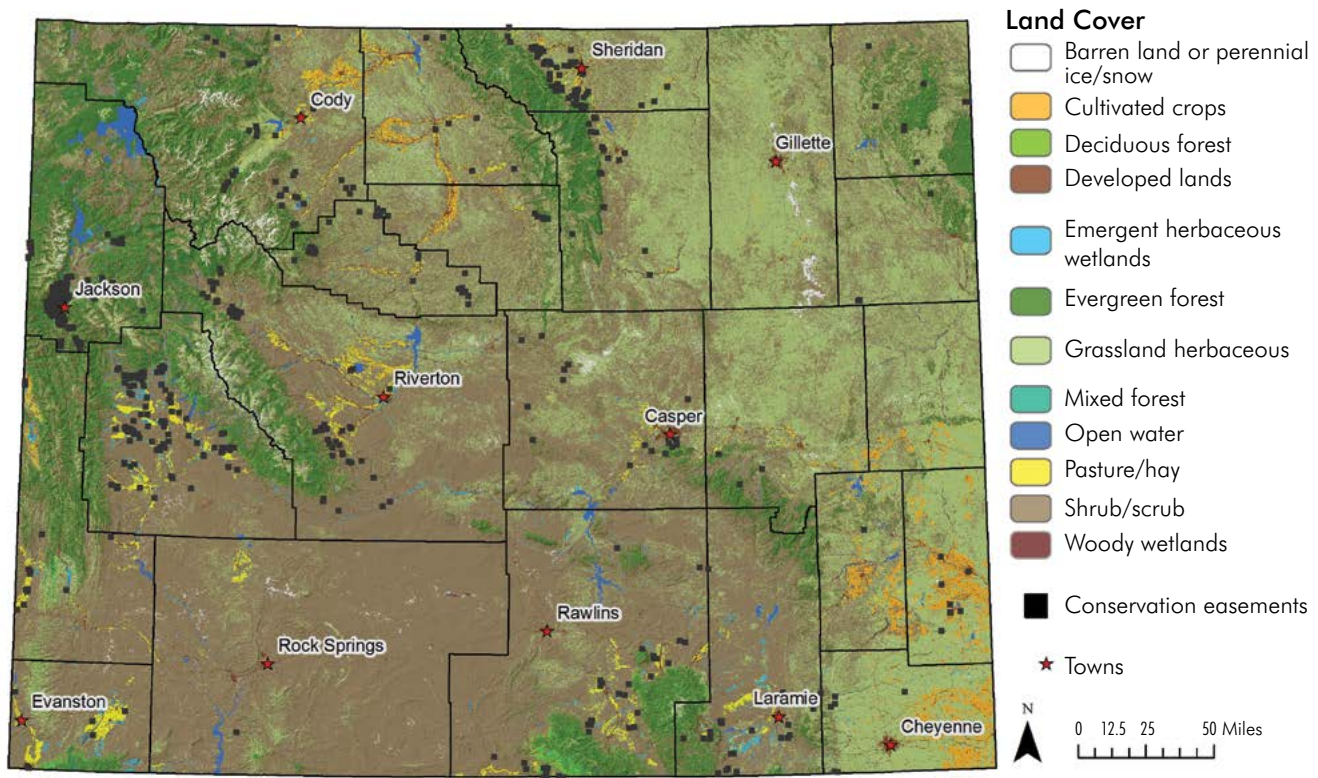 Sheridan
Cody
Gillette
Jackson
Riverton
Casper
Rawlins
Rock Springs
Evanston
Laramie
Cheyenne
Land Cover
Barren land or perennial
ice/snow
Cultivated crops
Deciduous forest
Developed lands
Emergent herbaceous
wetlands
Evergreen forest
Grassland herbaceous
Mixed forest
Open water
Pasture/hay
Shrub/scrub
Woody wetlands
Conservation easements
Towns
N
0 12.5 25 50 Miles